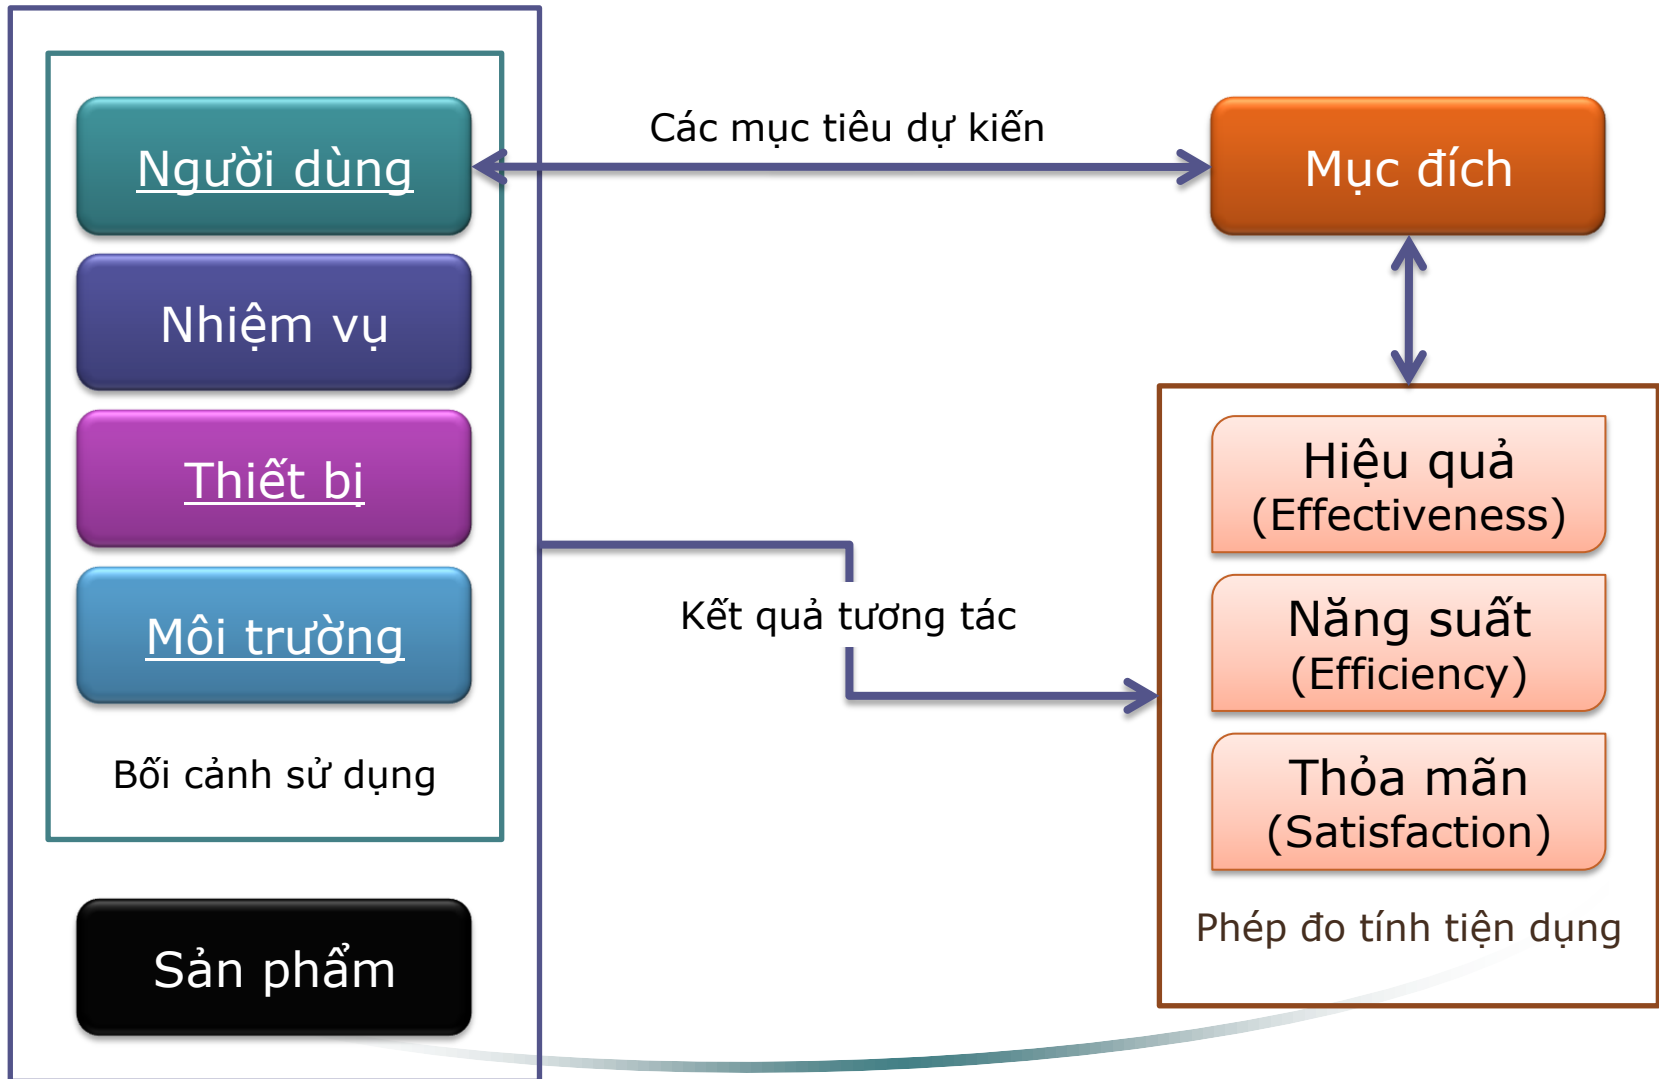 Người dùng
Nhiệm vụ
Thiết bị
Môi trường
Bối cảnh sử dụng
Sản phẩm
Các mục tiêu dự kiến
Kết quả tương tác
Mục đích
Hiệu quả
(Effectiveness)
Năng suất
(Efficiency)
Thỏa mãn
(Satisfaction)
Phép đo tính tiện dụng